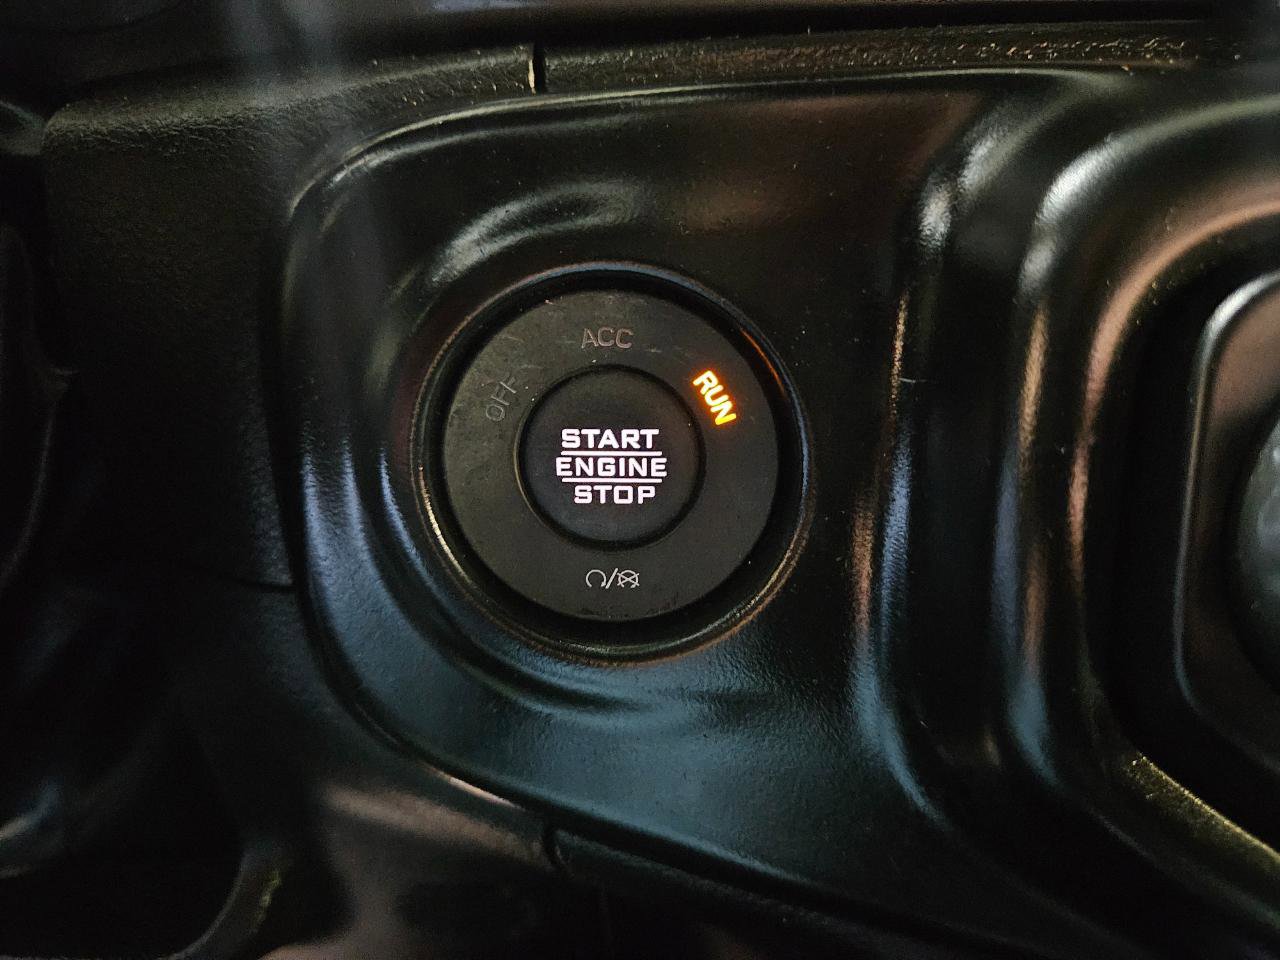 OFF
ACC
RUN
START
ENGINE
STOP